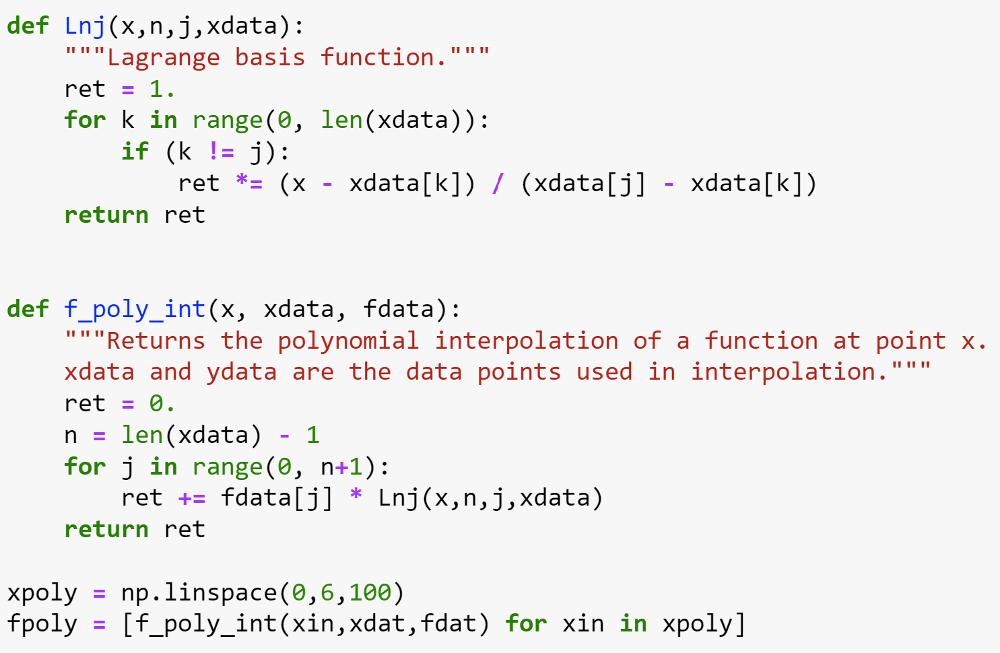 def Lnj(x,n,j,xdata):
    """Lagrange basis function."""
    ret = 1.
    for k in range(0, len(xdata)):
        if (k != j):
            ret *= (x - xdata[k]) / (xdata[j] - xdata[k])
    return ret


def f_poly_int(x, xdata, fdata):
    """Returns the polynomial interpolation of a function at point x.
    xdata and ydata are the data points used in interpolation."""
    ret = 0.
    n = len(xdata) - 1
    for j in range(0, n+1):
        ret += fdata[j] * Lnj(x,n,j,xdata)
    return ret

xpoly = np.linspace(0,6,100)
fpoly = [f_poly_int(xin,xdat,fdat) for xin in xpoly]